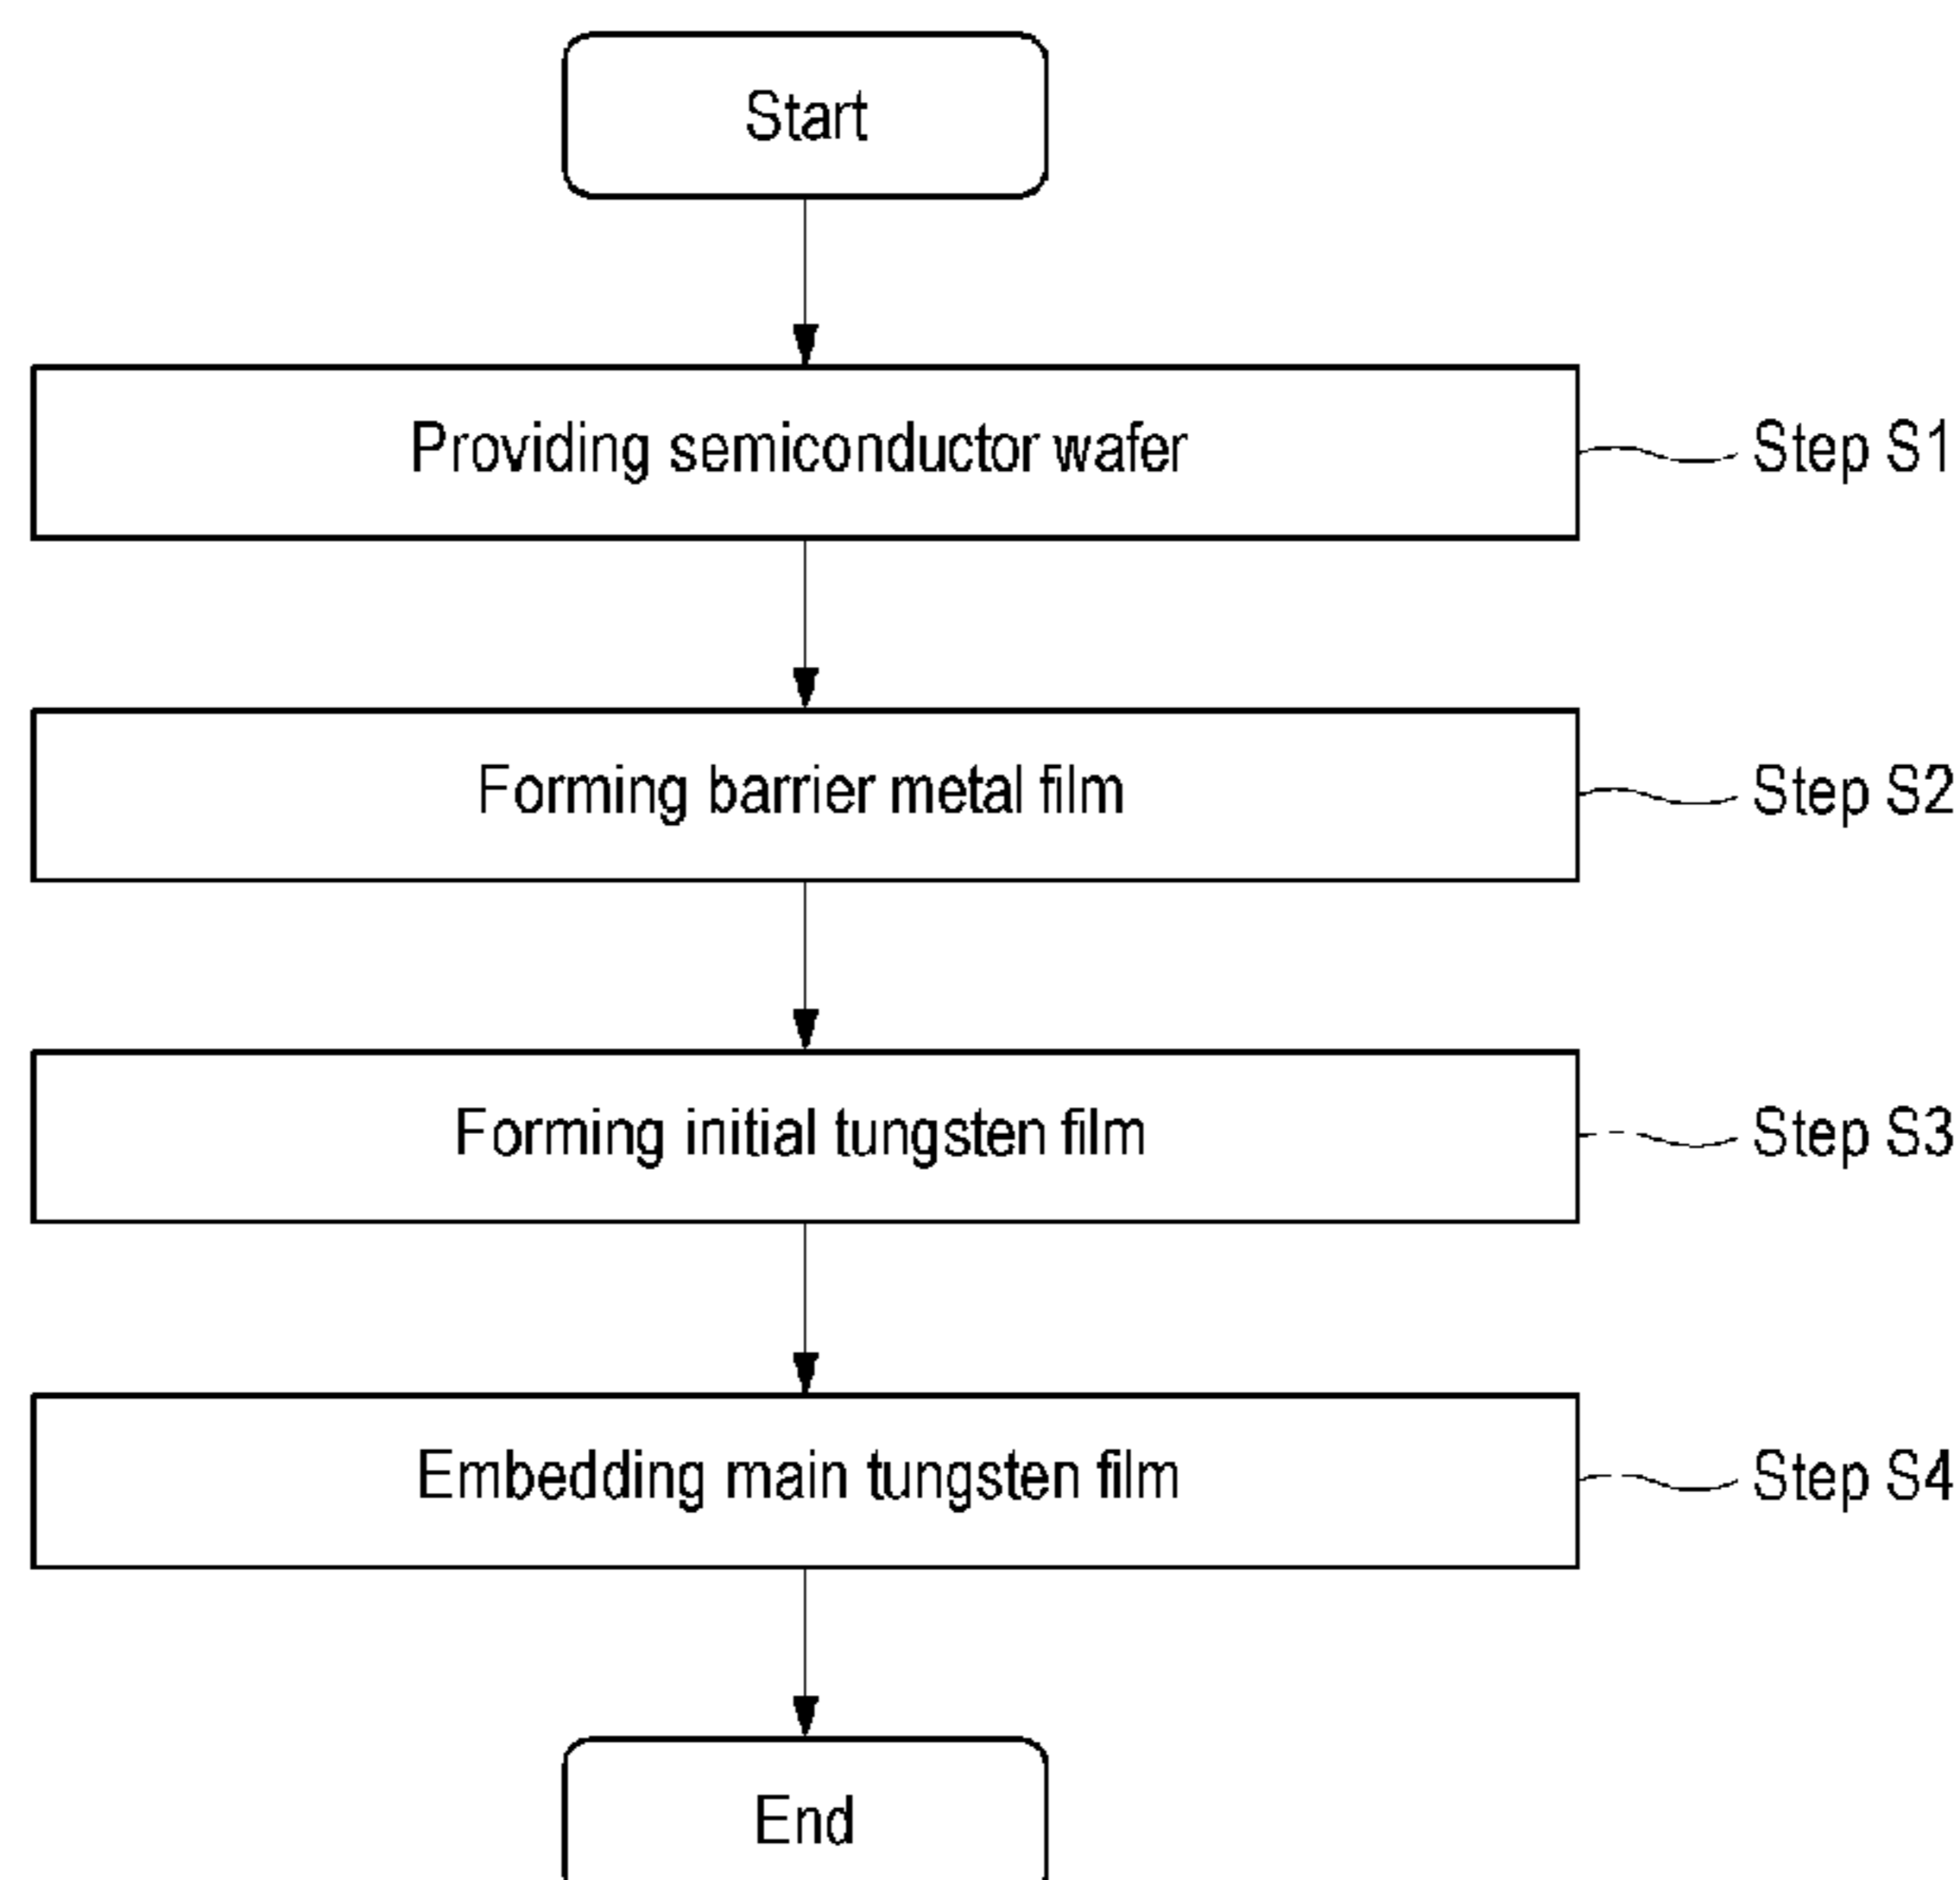 Start
Providing semiconductor wafer
Step S1
Forming barrier metal film
Step S2
Forming initial tungsten film
Step S3
Embedding main tungsten film
Step S4
End